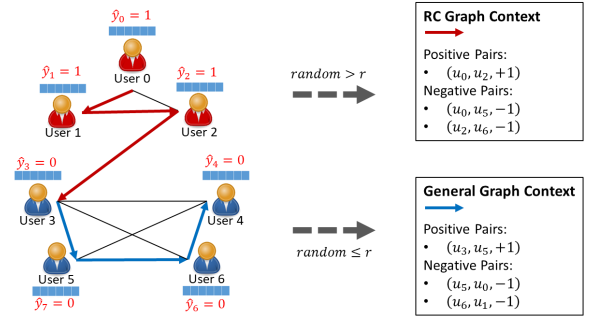 ŷ₀ = 1
User 0
ŷ₁ = 1
User 1
ŷ₂ = 1
User 2
ŷ₃ = 0
User 3
ŷ₄ = 0
User 4
User 5
ŷ₇ = 0
User 6
ŷ₆ = 0
random > r
random ≤ r
RC Graph Context
Positive Pairs:
• (u₀, u₂, +1)
Negative Pairs:
• (u₀, u₅, −1)
• (u₂, u₆, −1)
General Graph Context
Positive Pairs:
• (u₃, u₅, +1)
Negative Pairs:
• (u₅, u₀, −1)
• (u₆, u₁, −1)